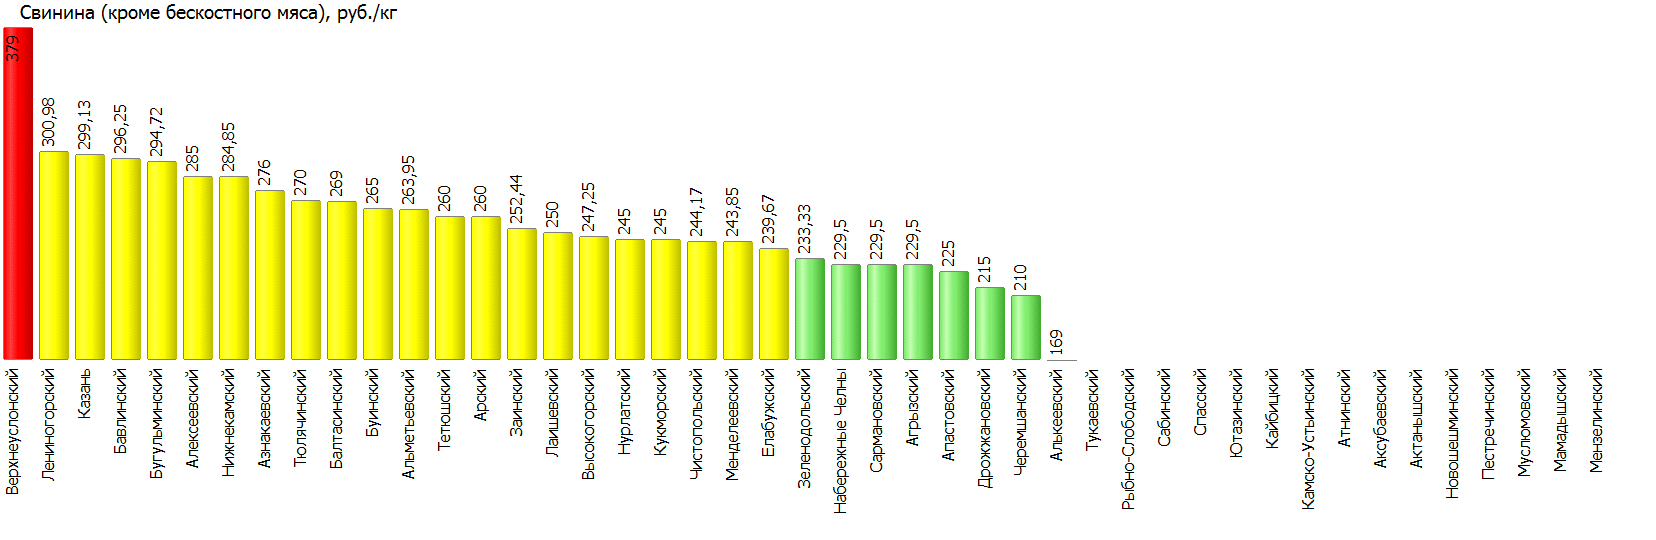 Свинина (кроме бескостного мяса), руб./кг
379
300,98
299,13
296,25
294,72
285
284,85
276
270
269
265
263,95
260
260
252,44
250
247,25
245
245
244,17
243,85
239,67
233,33
229,5
229,5
229,5
225
215
210
169
Верхнеуслонский
Лениногорский
Казань
Бавлинский
Бугульминский
Алексеевский
Нижнекамский
Азнакаевский
Тюлячинский
Балтасинский
Буинский
Альметьевский
Тетюшский
Арский
Заинский
Лаишевский
Высокогорский
Нурлатский
Кукморский
Чистопольский
Менделеевский
Елабужский
Зеленодольский
Набережные Челны
Сармановский
Агрызский
Апастовский
Дрожжановский
Черемшанский
Алькеевский
Тукаевский
Рыбно-Слободский
Сабинский
Спасский
Ютазинский
Кайбицкий
Камско-Устьинский
Атнинский
Аксубаевский
Актанышский
Новошешминский
Пестречинский
Муслюмовский
Мамадышский
Мензелинский